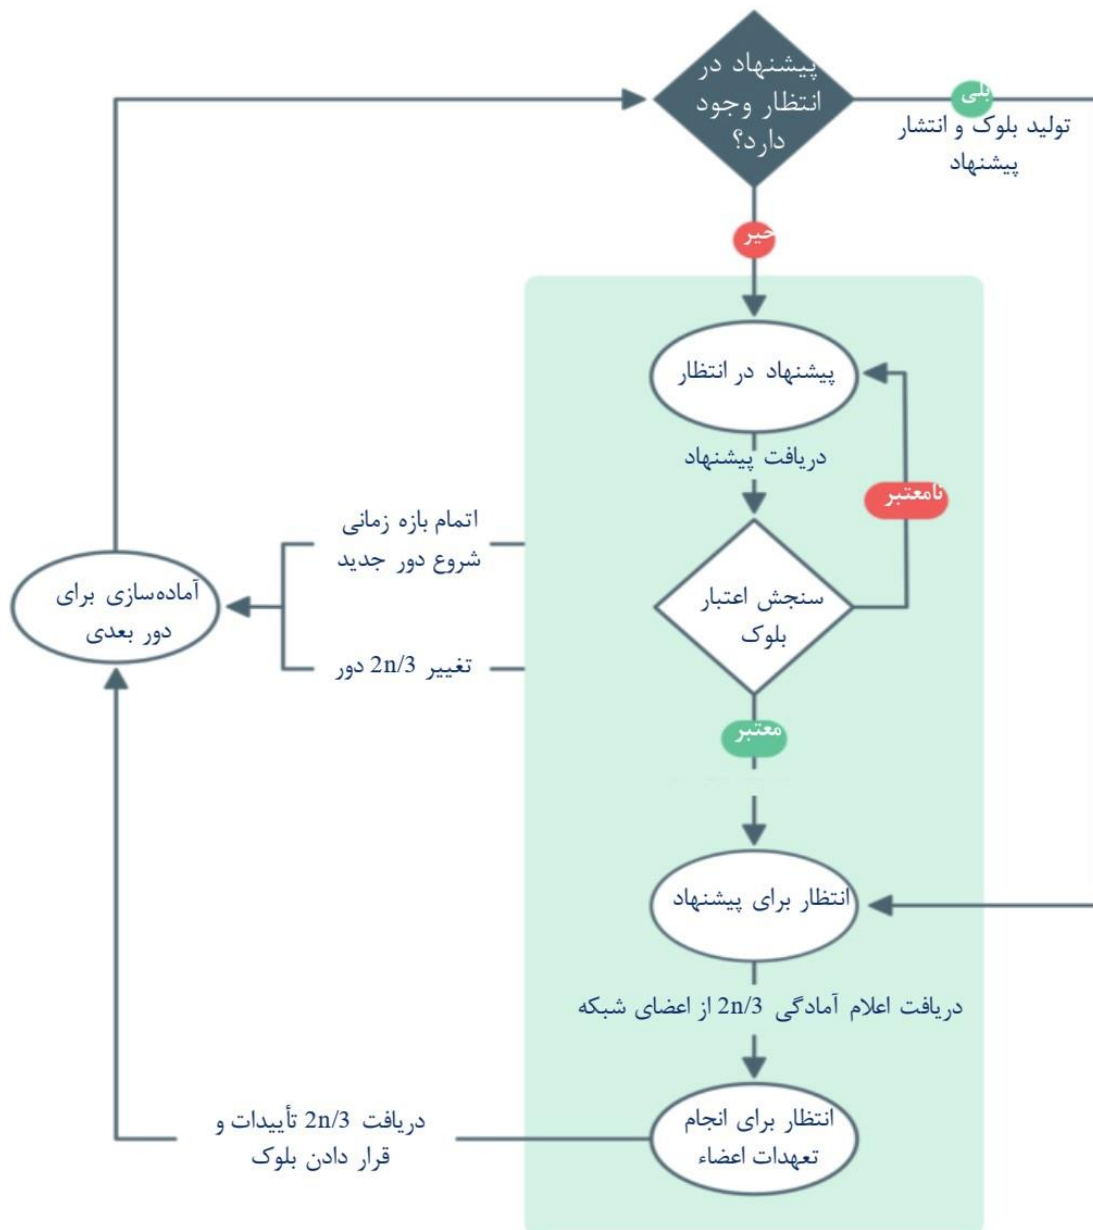 پیشنهاد در
انتظار وجود
دارد؟
بلی
تولید بلوک و انتشار
پیشنهاد
خیر
پیشنهاد در انتظار
دریافت پیشنهاد
نامعتبر
اتمام بازه زمانی
شروع دور جدید
آماده‌سازی برای
دور بعدی
سنجش اعتبار
بلوک
تغییر 2n/3 دور
معتبر
انتظار برای پیشنهاد
دریافت اعلام آمادگی 2n/3 از اعضای شبکه
انتظار برای انجام
تعهدات اعضاء
دریافت 2n/3 تأییدات و
قرار دادن بلوک